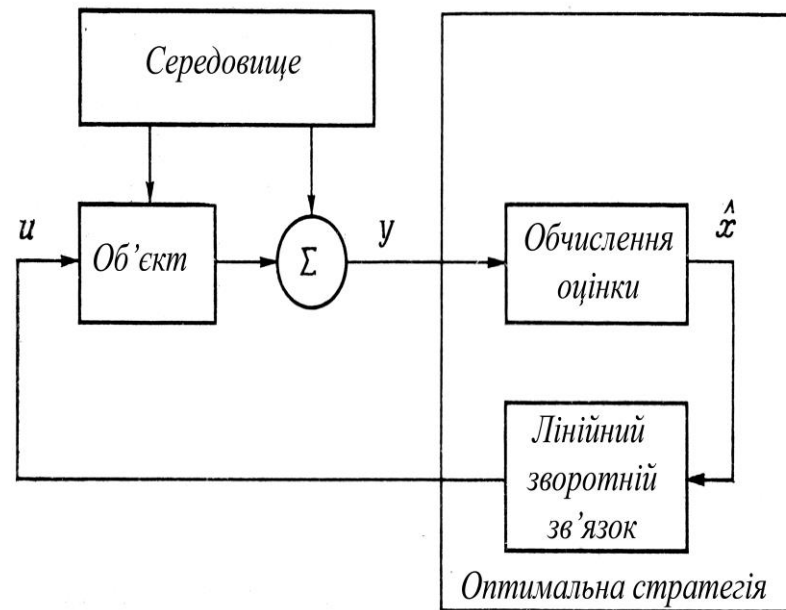 Середовище
u
Об’єкт
Σ
y
Обчислення
оцінки
x̂
Лінійний
зворотній
зв’язок
Оптимальна стратегія